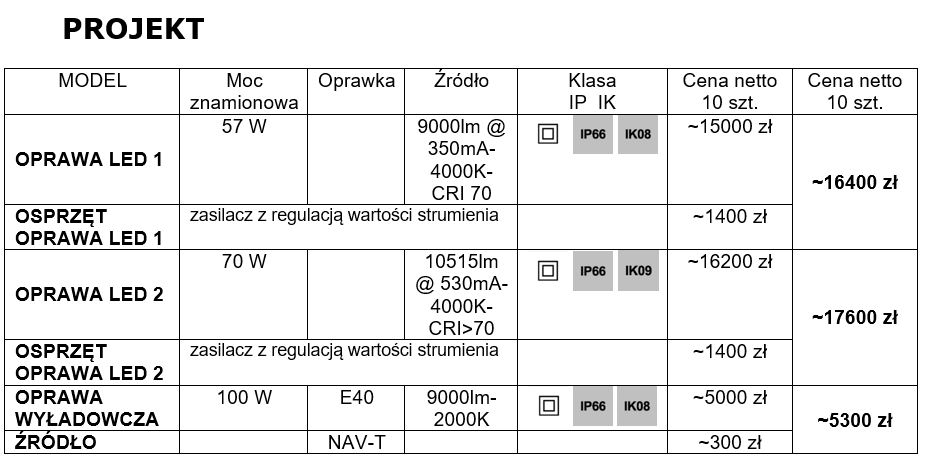 PROJEKT
MODEL
Moc
znamionowa
Oprawka
Źródło
Klasa
IP IK
Cena netto
10 szt.
Cena netto
10 szt.
OPRAWA LED 1
57 W
9000lm @
350mA-
4000K-
CRI 70
IP66
IK08
~15000 zł
~16400 zł
OSPRZĘT
OPRAWA LED 1
zasilacz z regulacją wartości strumienia
~1400 zł
OPRAWA LED 2
70 W
10515lm
@ 530mA-
4000K-
CRI>70
IP66
IK09
~16200 zł
~17600 zł
OSPRZĘT
OPRAWA LED 2
zasilacz z regulacją wartości strumienia
~1400 zł
OPRAWA
WYŁADOWCZA
100 W
E40
9000lm-
2000K
IP66
IK08
~5000 zł
~5300 zł
ŹRÓDŁO
NAV-T
~300 zł